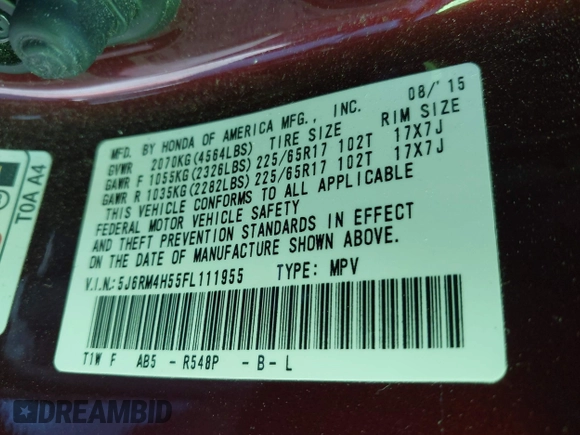 08/'15
MFD. BY HONDA OF AMERICA MFG., INC.
GVWR 2070KG(4564LBS) TIRE SIZE RIM SIZE
GAWR F 1055KG(2326LBS) 225/65R17 102T 17X7J
GAWR R 1035KG(2282LBS) 225/65R17 102T 17X7J
THIS VEHICLE CONFORMS TO ALL APPLICABLE
FEDERAL MOTOR VEHICLE SAFETY
AND THEFT PREVENTION STANDARDS IN EFFECT
ON THE DATE OF MANUFACTURE SHOWN ABOVE.
V.I.N.:5J6RM4H55FL111955 TYPE: MPV
T1W F AB5 - R548P - B - L
T0A A4
DREAMBID